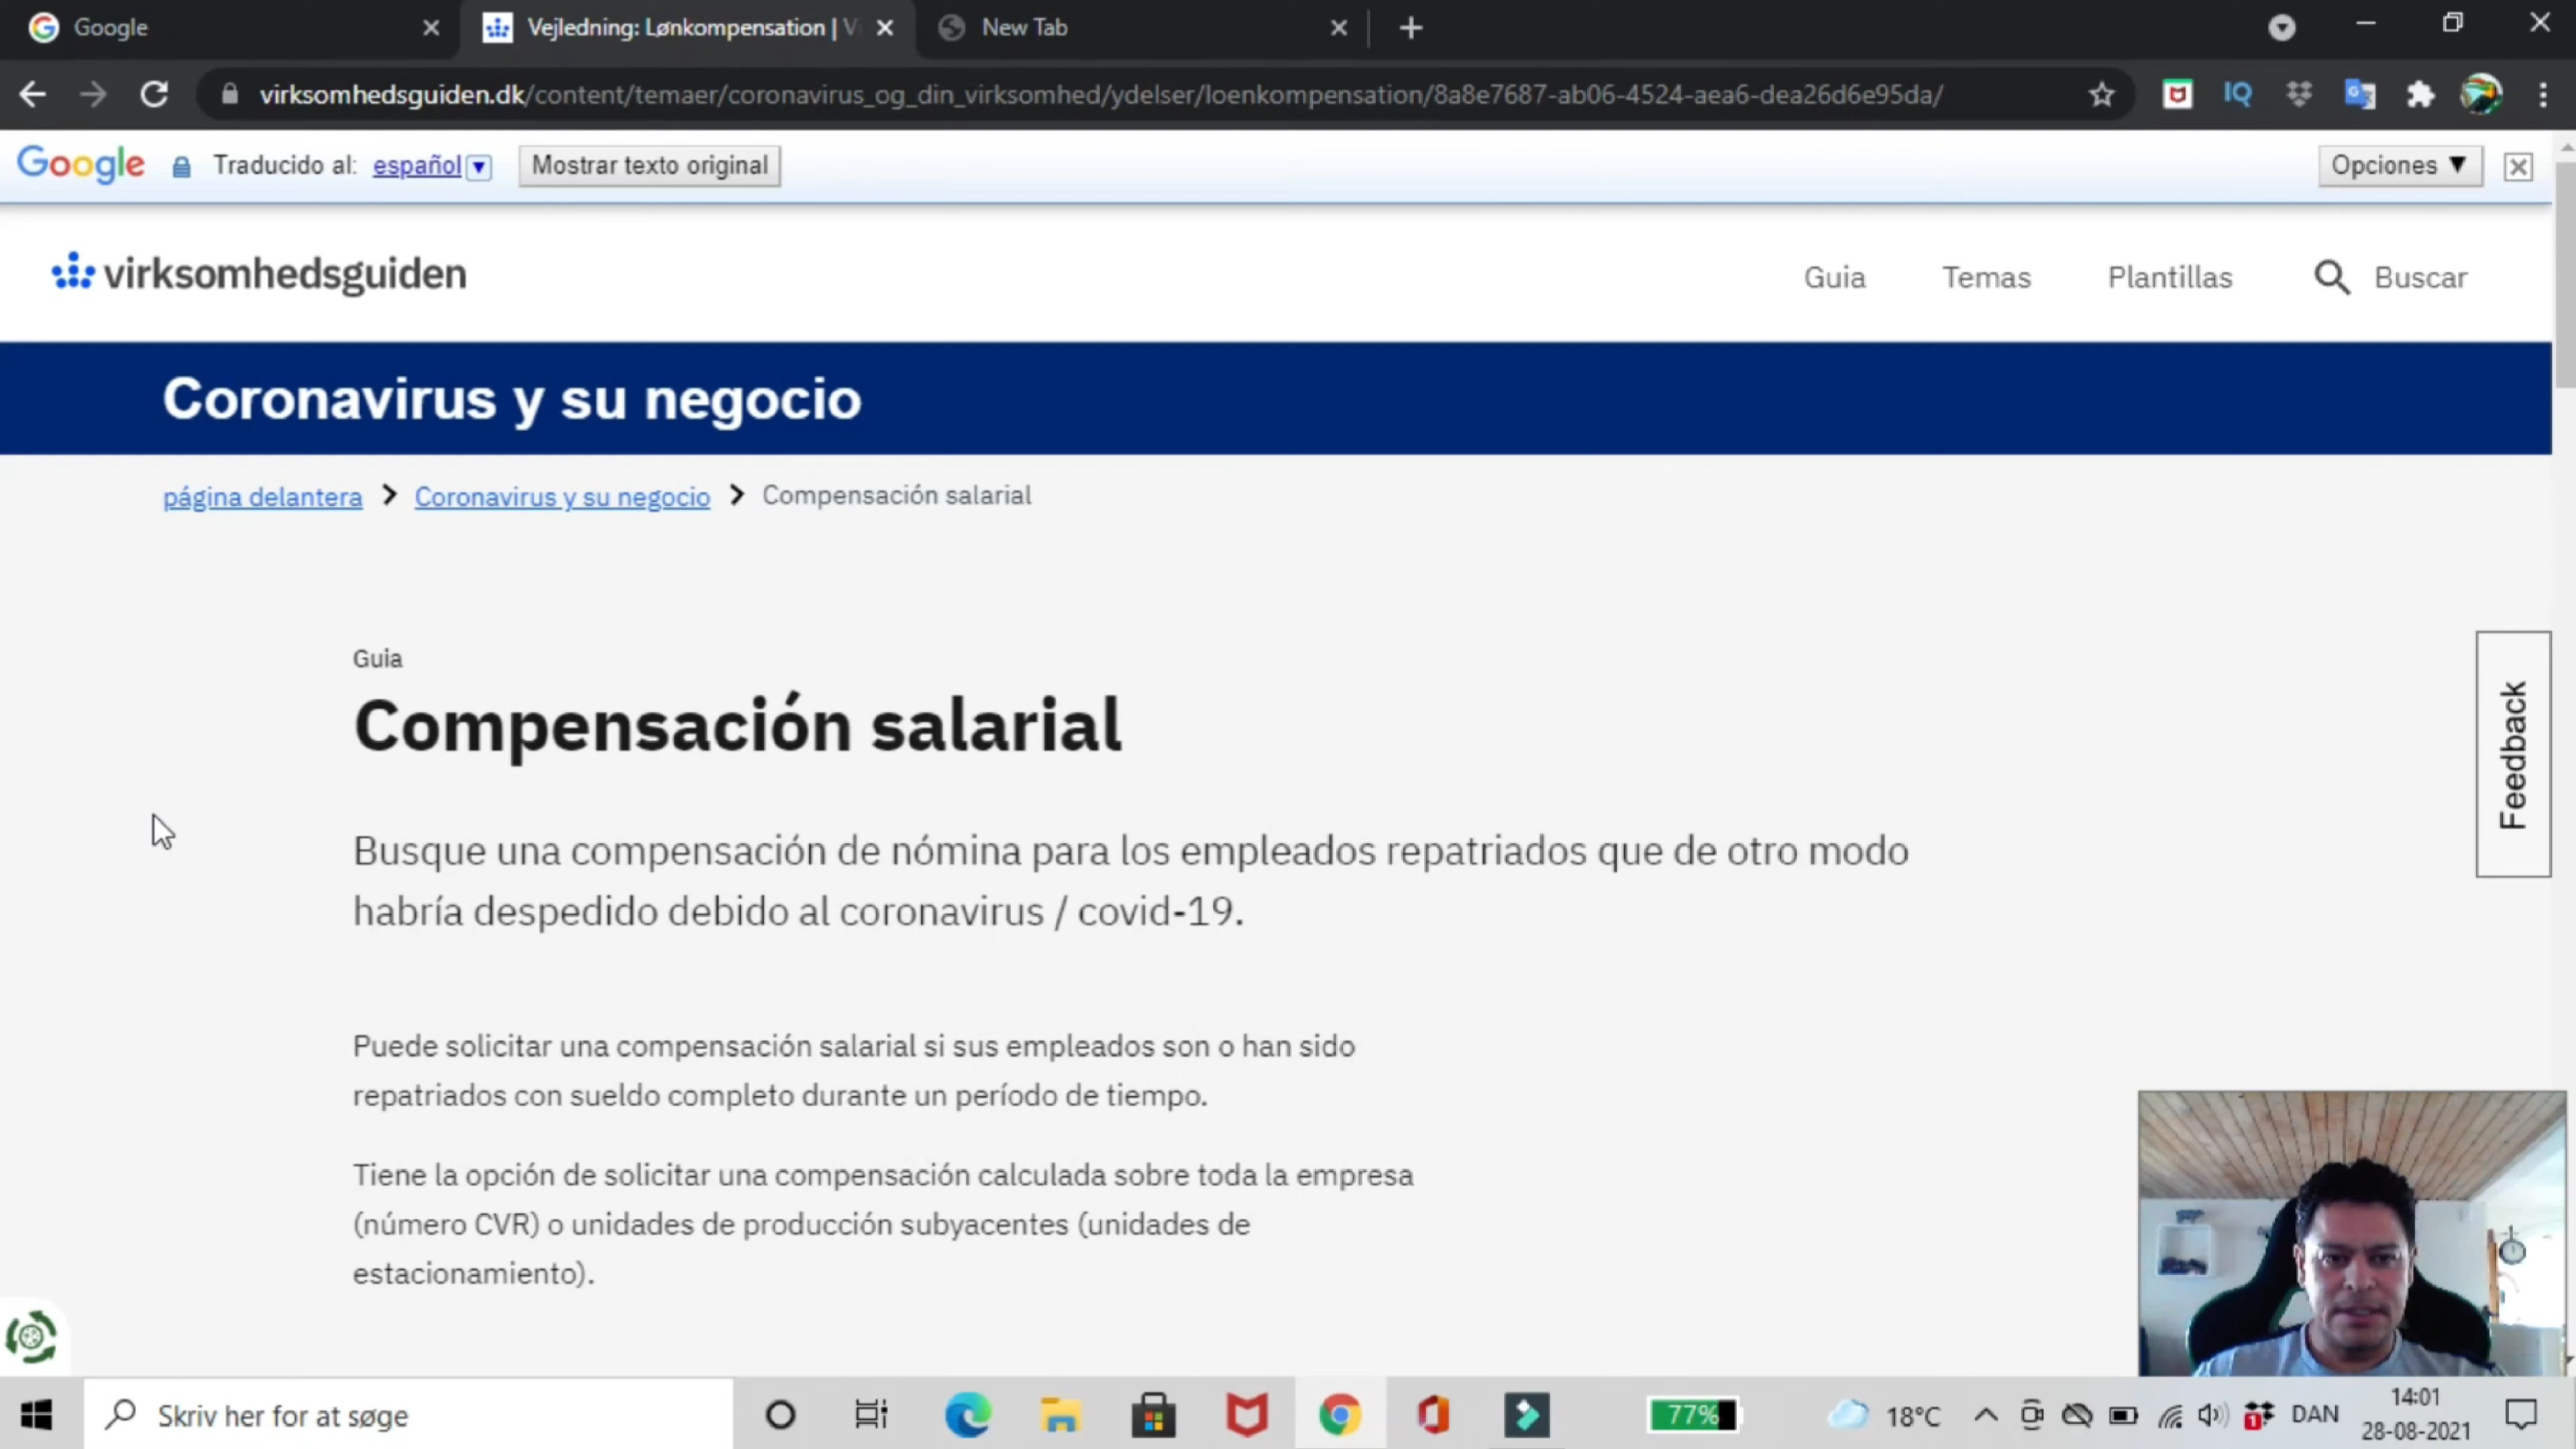 Google
Vejledning: Lønkompensation | Vi
New Tab
virksomhedsguiden.dk/content/temaer/coronavirus_og_din_virksomhed/ydelser/loenkompensation/8a8e7687-ab06-4524-aea6-dea26d6e95da/
IQ
Google Traducido al: español Mostrar texto original
Opciones
virksomhedsguiden
Guia Temas Plantillas Buscar
Coronavirus y su negocio
página delantera > Coronavirus y su negocio > Compensación salarial
Guia
Compensación salarial
Busque una compensación de nómina para los empleados repatriados que de otro modo
habría despedido debido al coronavirus / covid-19.
Puede solicitar una compensación salarial si sus empleados son o han sido
repatriados con sueldo completo durante un período de tiempo.
Tiene la opción de solicitar una compensación calculada sobre toda la empresa
(número CVR) o unidades de producción subyacentes (unidades de
estacionamiento).
Feedback
Skriv her for at søge
77%
18°C
1
DAN
14:01
28-08-2021